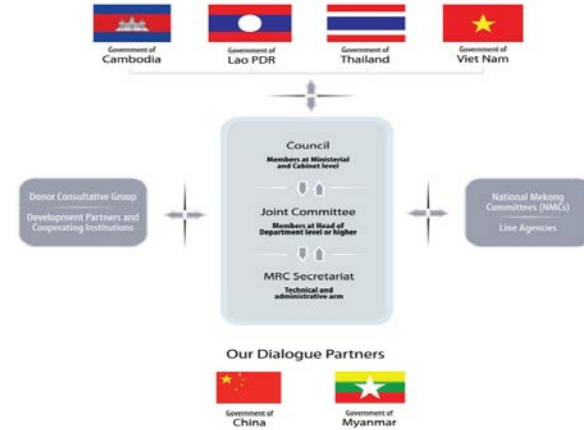 Government of
Cambodia
Government of
Lao PDR
Government of
Thailand
Government of
Viet Nam
Council
Members at Ministerial
and Cabinet level
Donor Consultative Group
Development Partners and
Cooperating Institutions
Joint Committee
Members at Head of
Department level or higher
National Mekong
Committees (NMCs)
Line Agencies
MRC Secretariat
Technical and
administrative arm
Our Dialogue Partners
Government of
China
Government of
Myanmar